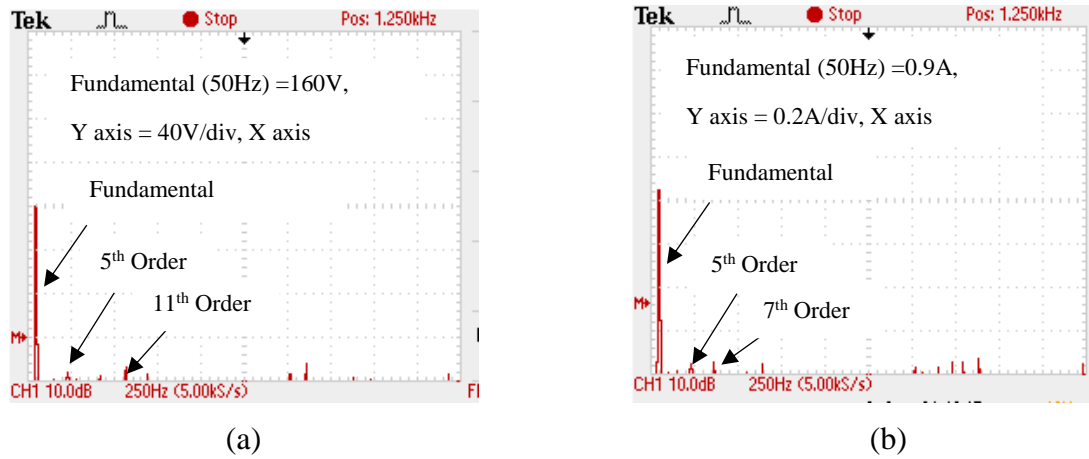 Tek Stop Pos: 1.250kHz
Fundamental (50Hz) =160V,
Y axis = 40V/div, X axis
Fundamental
5th Order
11th Order
M
CH1 10.0dB 250Hz (5.00kS/s)
(a)
Tek Stop Pos: 1.250kHz
Fundamental (50Hz) =0.9A,
Y axis = 0.2A/div, X axis
Fundamental
5th Order
7th Order
M
CH1 10.0dB 250Hz (5.00kS/s)
(b)